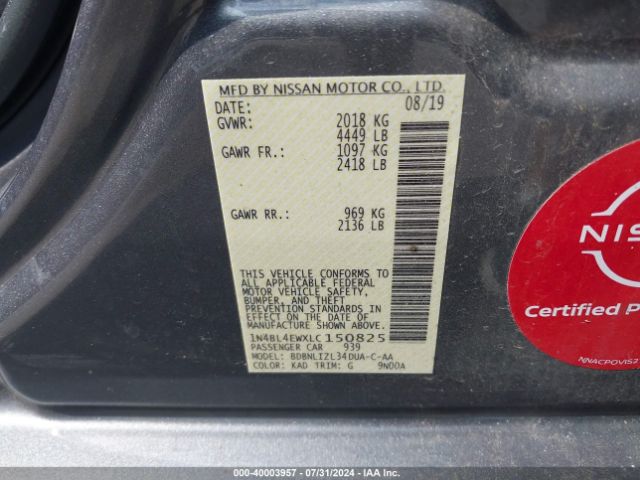 MFD BY NISSAN MOTOR CO., LTD.
DATE: 08/19
GVWR: 2018 KG
4449 LB
GAWR FR.: 1097 KG
2418 LB
GAWR RR.: 969 KG
2136 LB
THIS VEHICLE CONFORMS TO
ALL APPLICABLE FEDERAL
MOTOR VEHICLE SAFETY,
BUMPER, AND THEFT
PREVENTION STANDARDS IN
EFFECT ON THE DATE OF
MANUFACTURE SHOWN ABOVE.
1N4BL4EWXLC150825
PASSENGER CAR 939
MODEL: BDBNLIZL34DUA-C-AA
COLOR: KAD TRIM: G 9N00A
NIS
Certified P
NNACPOVIS2
000-40003957 - 07/31/2024 - IAA Inc.